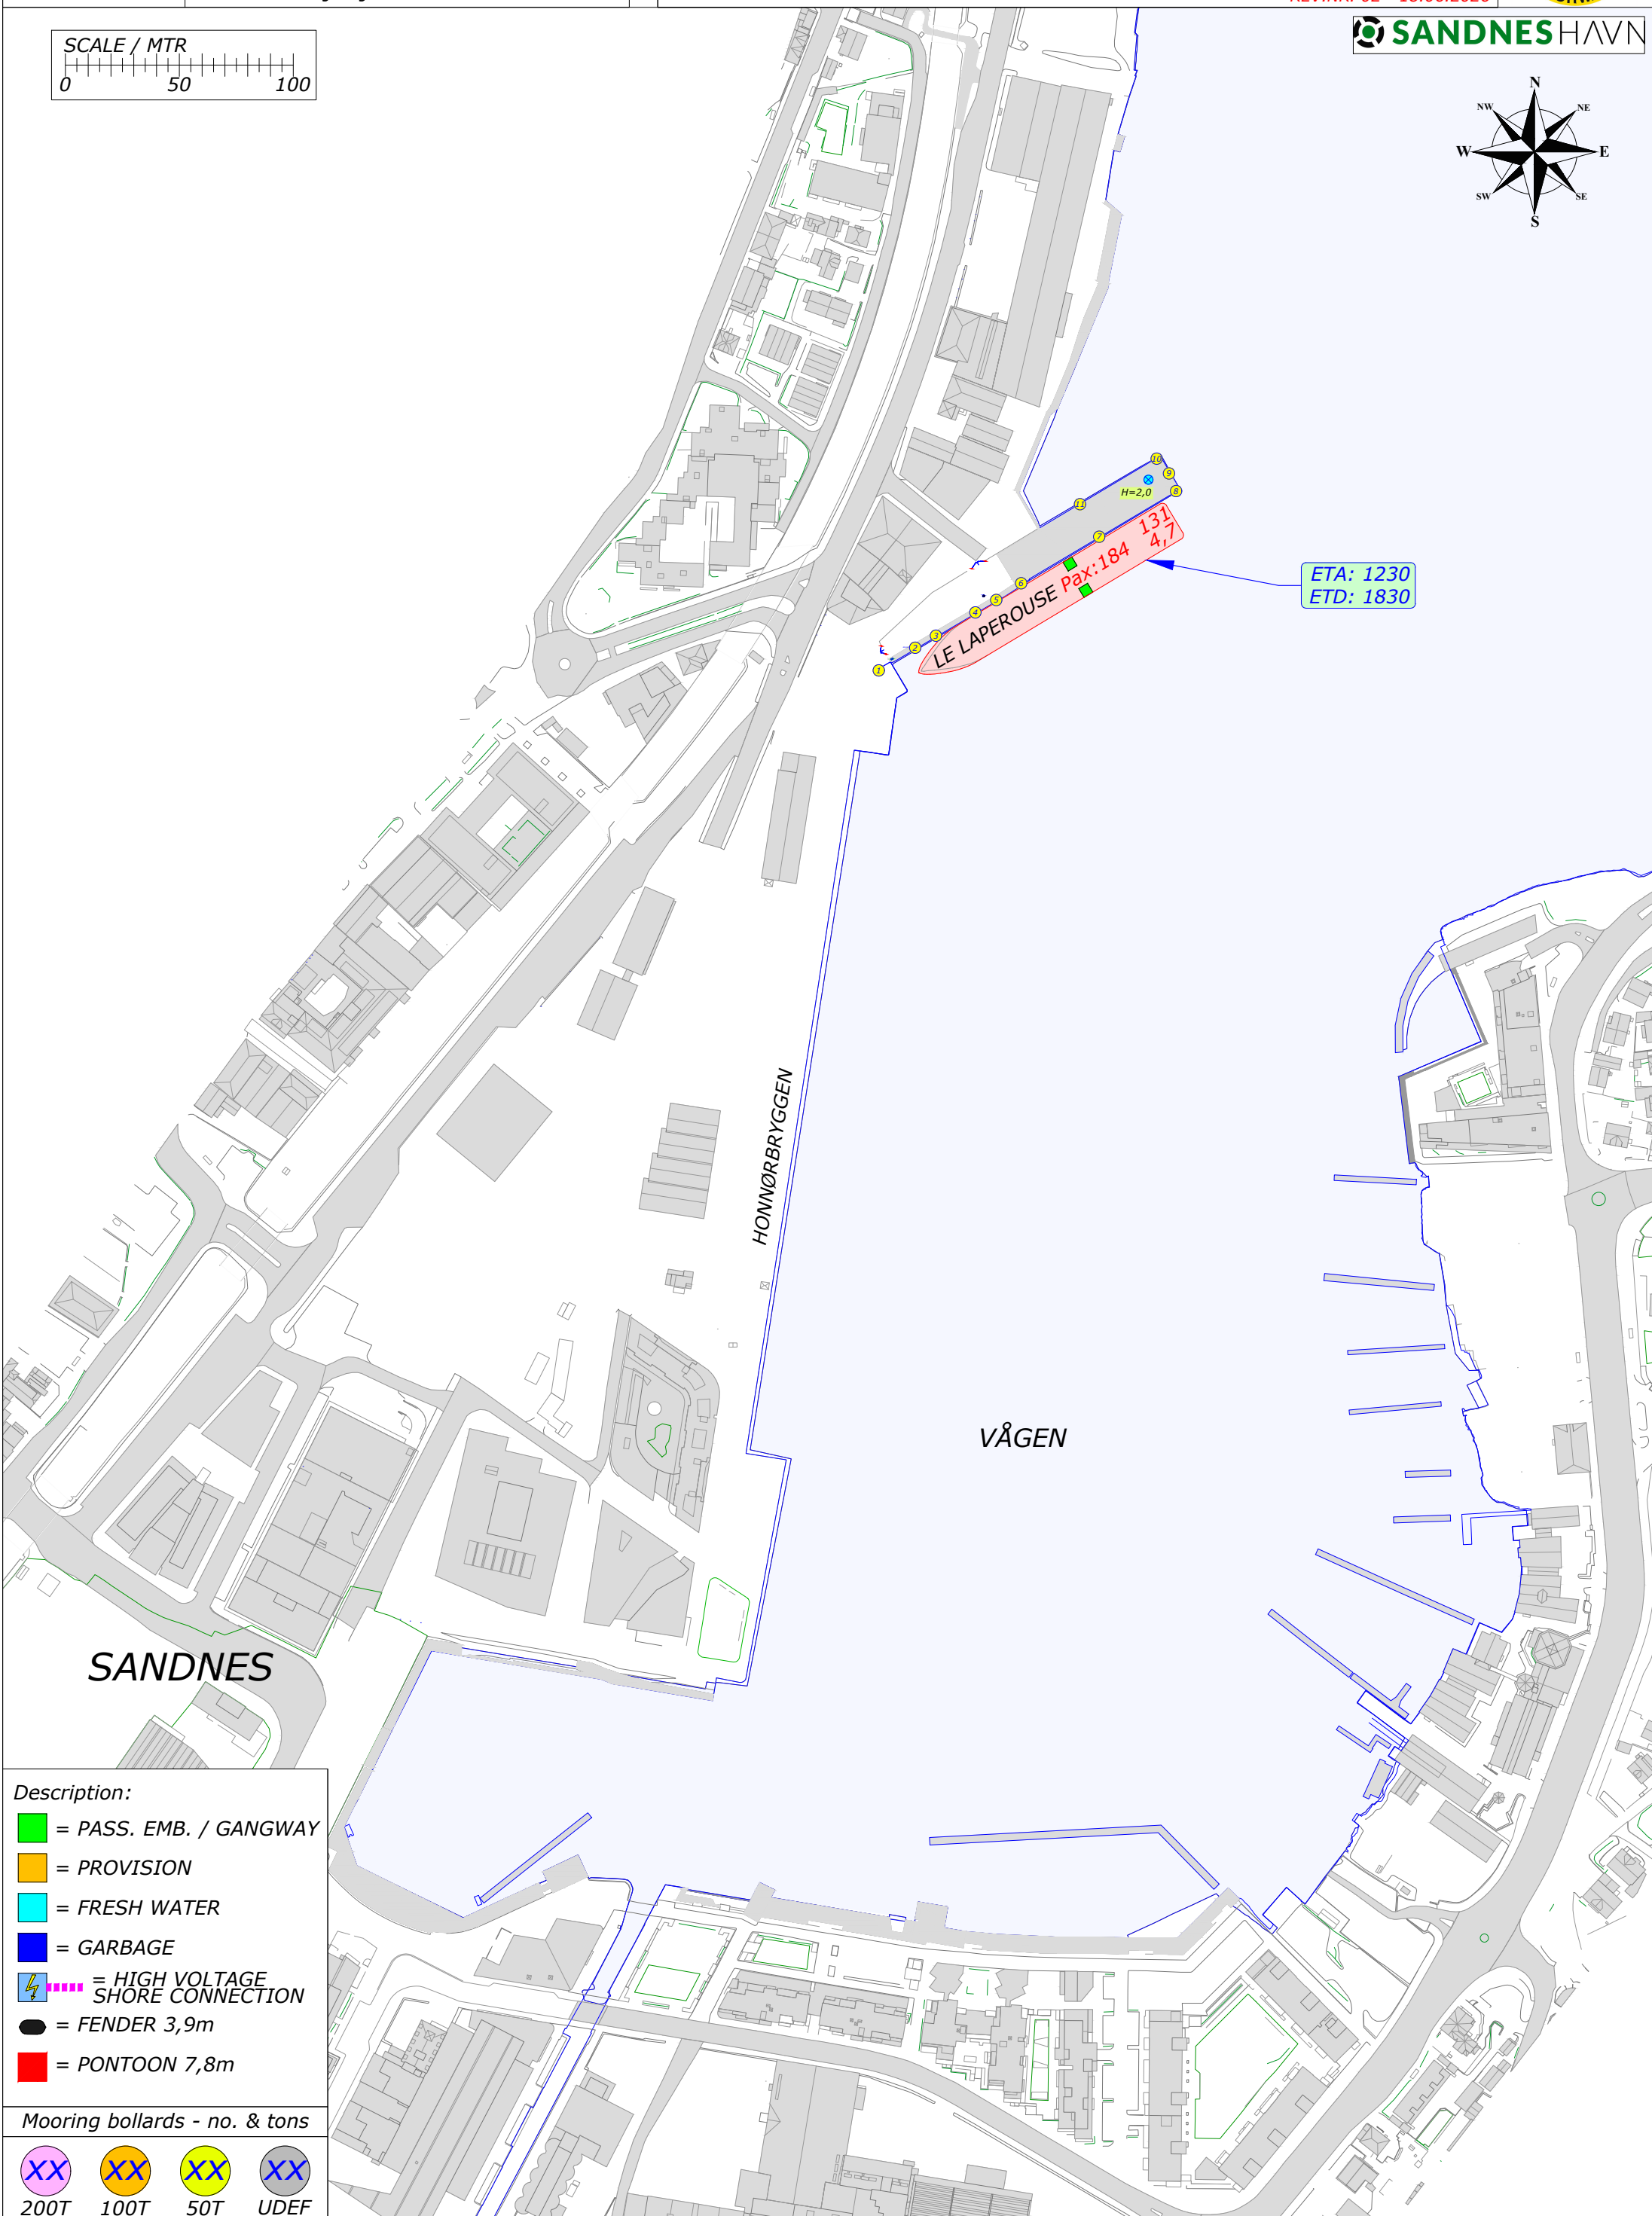 SCALE / MTR
0 50 100
SANDNESHAVN
N
NW NE
W E
SW SE
S
10
9
H=2,0
8
11
7
131
4,7
Pax:184
LE LAPEROUSE
6
5
4
3
2
1
ETA: 1230
ETD: 1830
HONNØRBRYGGEN
VÅGEN
SANDNES
Description:
= PASS. EMB. / GANGWAY
= PROVISION
= FRESH WATER
= GARBAGE
= HIGH VOLTAGE
SHORE CONNECTION
= FENDER 3,9m
= PONTOON 7,8m
Mooring bollards - no. & tons
XX XX XX XX
200T 100T 50T UDEF